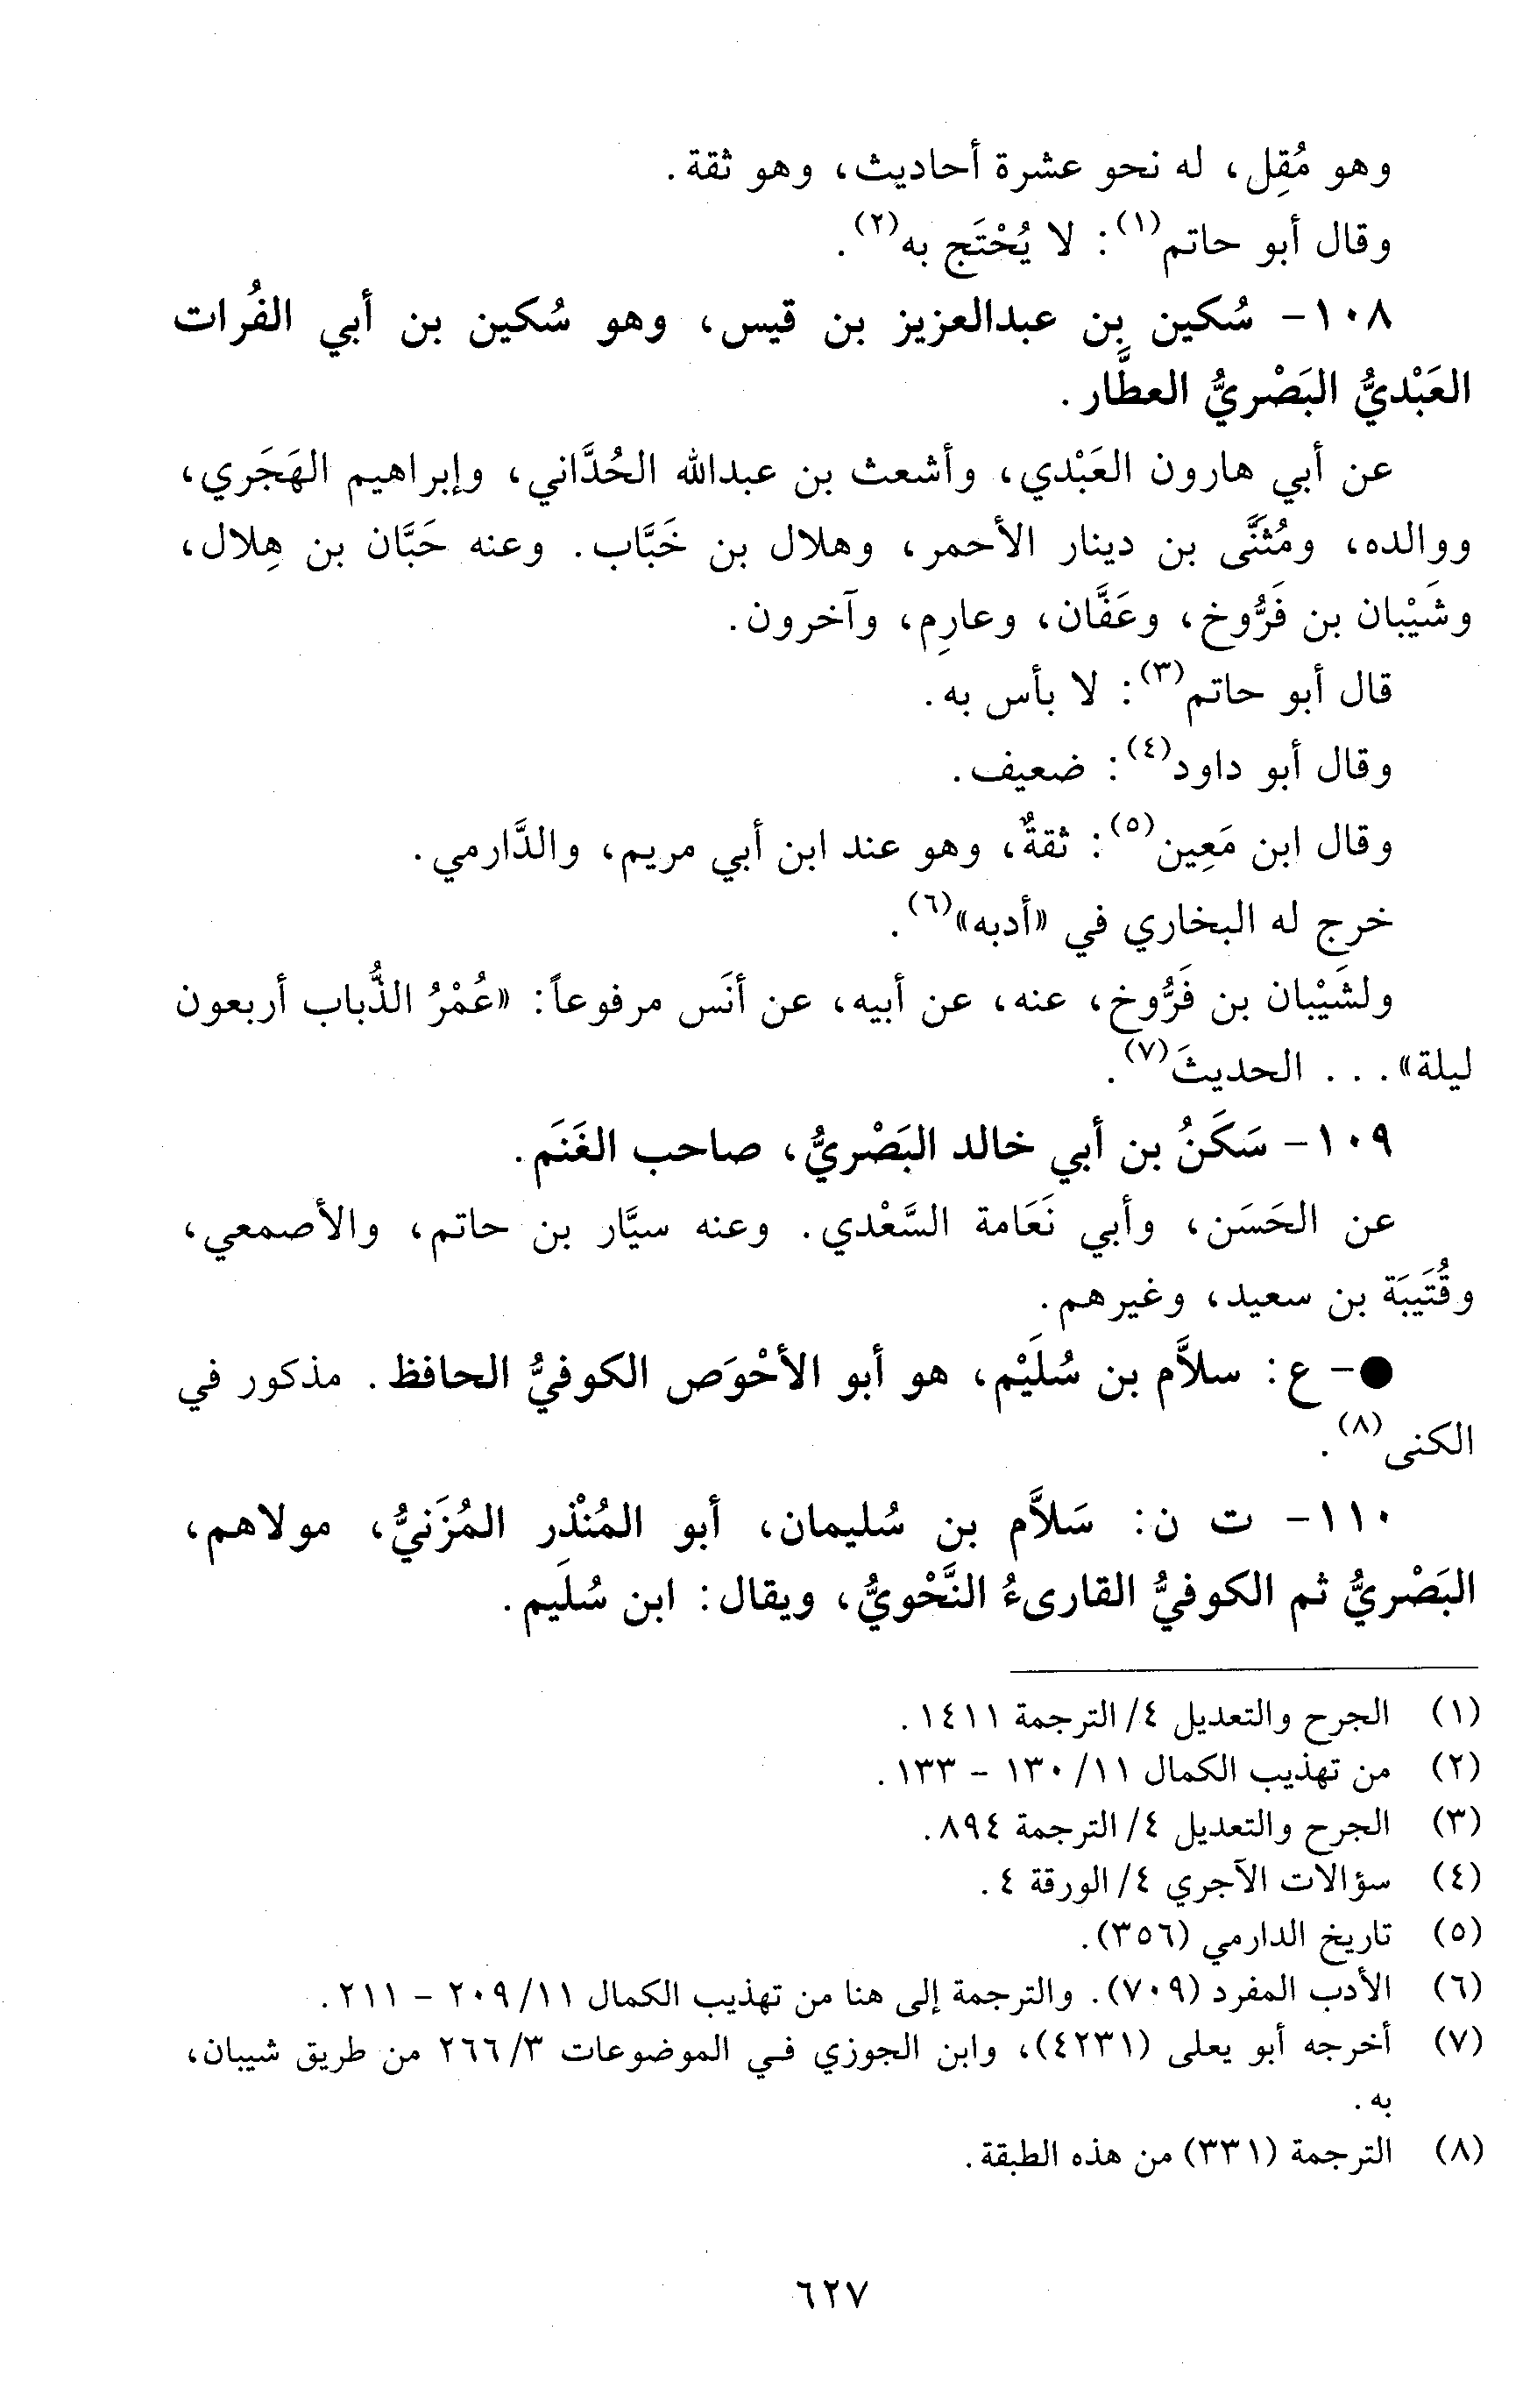 وهو مُقِل، له نحو عشرة أحاديث، وهو ثقة.
وقال أبو حاتم(١): لا يُحْتَج به(٢).
١٠٨- سُكين بن عبدالعزيز بن قيس، وهو سُكين بن أبي الفُرات
العَبْديُّ البَصْريُّ العطَّار.
عن أبي هارون العَبْدي، وأشعث بن عبدالله الحُدَّاني، وإبراهيم الهَجَري،
ووالده، ومُثنَّى بن دينار الأحمر، وهلال بن خَبَّاب. وعنه حَبَّان بن هِلال،
وشَيْبان بن فَرُّوخ، وعَفَّان، وعارِم، وآخرون.
قال أبو حاتم(٣): لا بأس به.
وقال أبو داود(٤): ضعيف.
وقال ابن مَعِين(٥): ثقةٌ، وهو عند ابن أبي مريم، والدَّارمي.
خرج له البخاري في «أدبه»(٦).
ولشَيْبان بن فَرُّوخ، عنه، عن أبيه، عن أنَس مرفوعاً: «عُمْرُ الذُّباب أربعون
ليلة». . . الحديثَ(٧).
١٠٩- سَكَنُ بن أبي خالد البَصْريُّ، صاحب الغَنَم.
عن الحَسَن، وأبي نَعَامة السَّعْدي. وعنه سيَّار بن حاتم، والأصمعي،
وقُتَيبَة بن سعيد، وغيرهم.
●- ع: سلاَّم بن سُلَيْم، هو أبو الأحْوَص الكوفيُّ الحافظ. مذكور في
الكنى(٨).
١١٠- ت ن: سَلاَّم بن سُليمان، أبو المُنْذر المُزَنيُّ، مولاهم،
البَصْريُّ ثم الكوفيُّ القارىءُ النَّحْويُّ، ويقال: ابن سُلَيم.
(١) الجرح والتعديل ٤/ الترجمة ١٤١١.
(٢) من تهذيب الكمال ١١/ ١٣٠ - ١٣٣.
(٣) الجرح والتعديل ٤/ الترجمة ٨٩٤.
(٤) سؤالات الآجري ٤/ الورقة ٤.
(٥) تاريخ الدارمي (٣٥٦).
(٦) الأدب المفرد (٧٠٩). والترجمة إلى هنا من تهذيب الكمال ١١/ ٢٠٩ - ٢١١.
(٧) أخرجه أبو يعلى (٤٢٣١)، وابن الجوزي في الموضوعات ٣/ ٢٦٦ من طريق شيبان،
به.
(٨) الترجمة (٣٣١) من هذه الطبقة.
٦٢٧